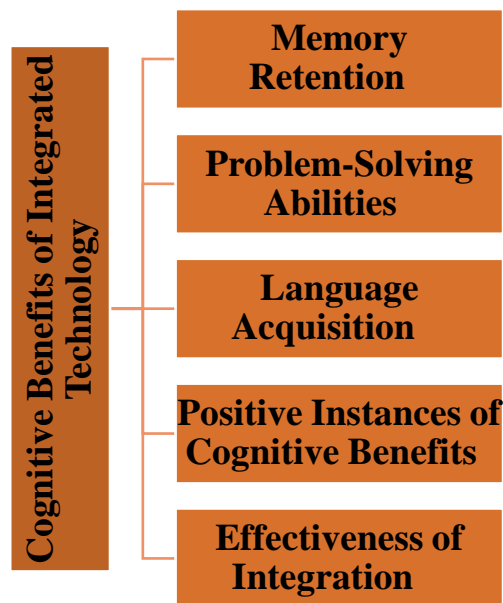 Cognitive Benefits of Integrated
Technology
Memory
Retention
Problem-Solving
Abilities
Language
Acquisition
Positive Instances of
Cognitive Benefits
Effectiveness of
Integration